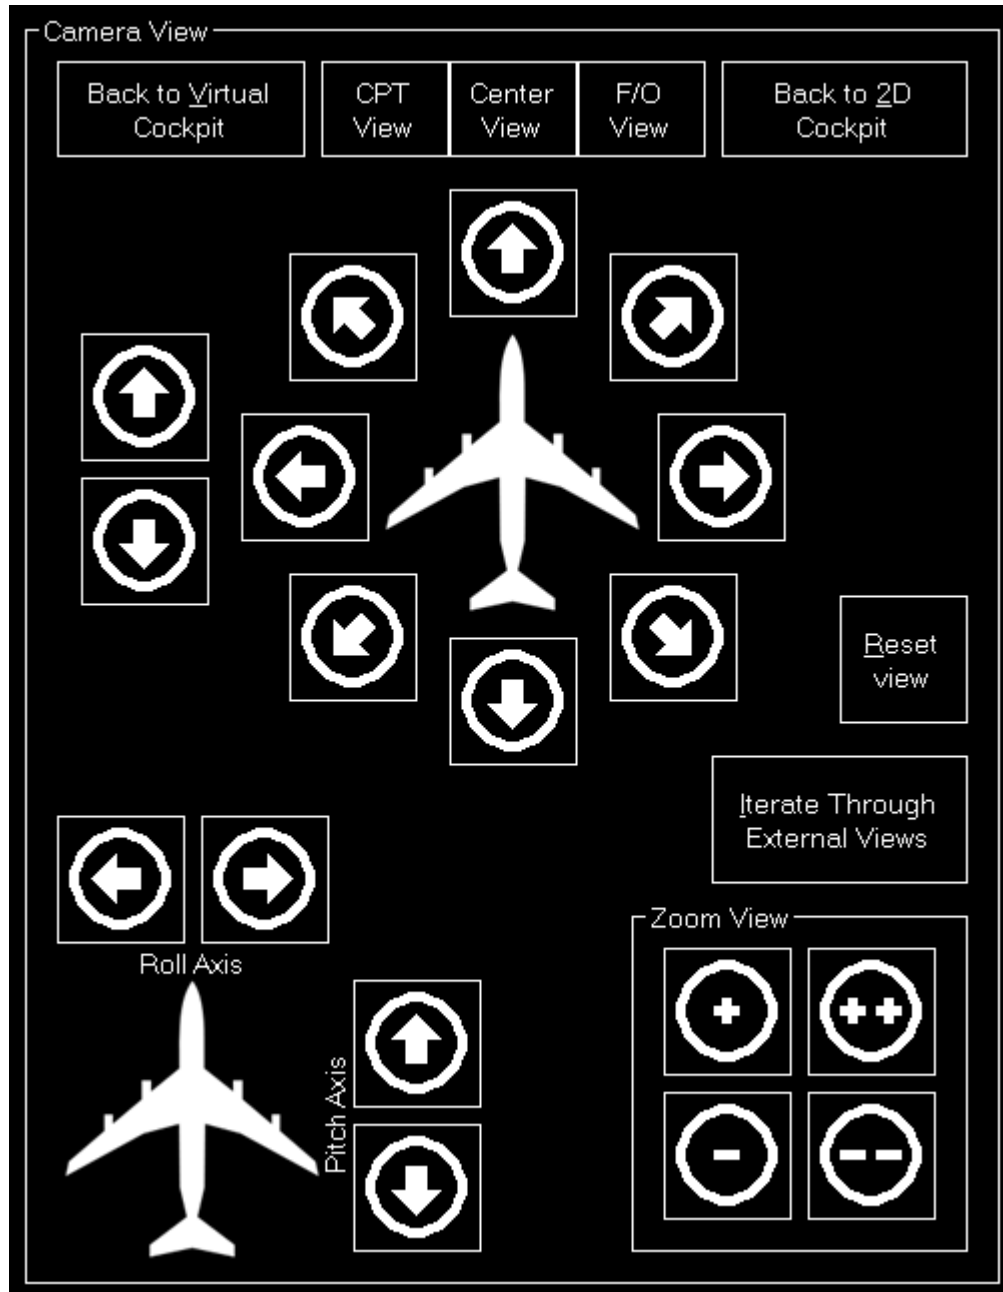 Camera View
Back to Virtual
Cockpit
CPT
View
Center
View
F/O
View
Back to 2D
Cockpit
Reset
view
Iterate Through
External Views
Roll Axis
Pitch Axis
Zoom View
+
++
-
--